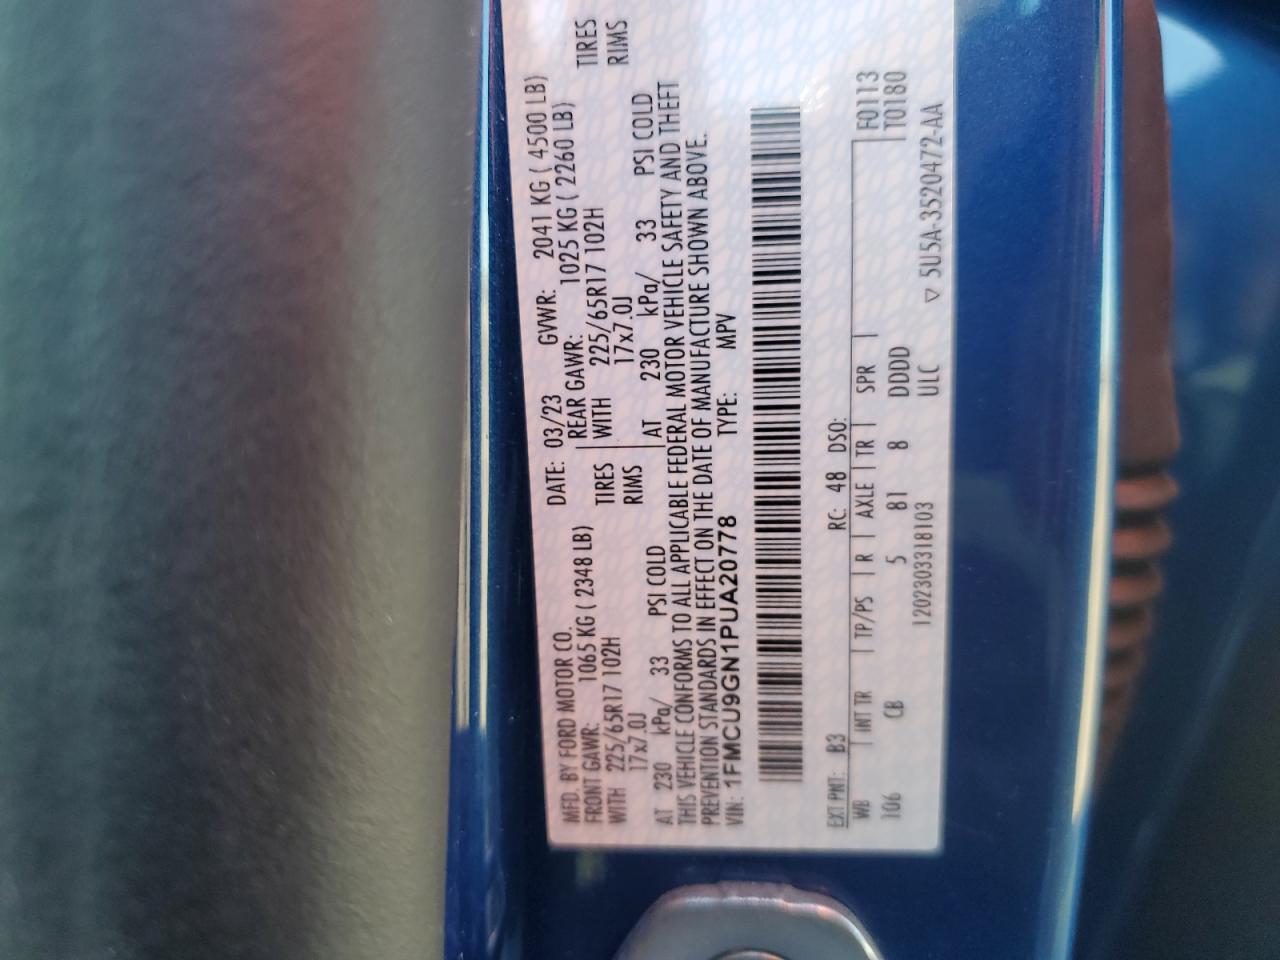 MFD. BY FORD MOTOR CO. DATE: 03/23 GVWR: 2041 KG ( 4500 LB)
FRONT GAWR: 1065 KG ( 2348 LB) REAR GAWR: 1025 KG ( 2260 LB)
WITH 225/65R17 102H TIRES WITH 225/65R17 102H TIRES
17x7.0J RIMS 17x7.0J RIMS
AT 230 kPa/ 33 PSI COLD AT 230 kPa/ 33 PSI COLD
THIS VEHICLE CONFORMS TO ALL APPLICABLE FEDERAL MOTOR VEHICLE SAFETY AND THEFT
PREVENTION STANDARDS IN EFFECT ON THE DATE OF MANUFACTURE SHOWN ABOVE.
VIN: 1FMCU9GN1PUA20778 TYPE: MPV
EXT PNT: B3 RC: 48 DSO: F0113
WB INT TR TP/PS R AXLE TR SPR T0180
106 CB 5 81 8 DDDD
120230318103 ULC ▽ 5U5A-3520472-AA